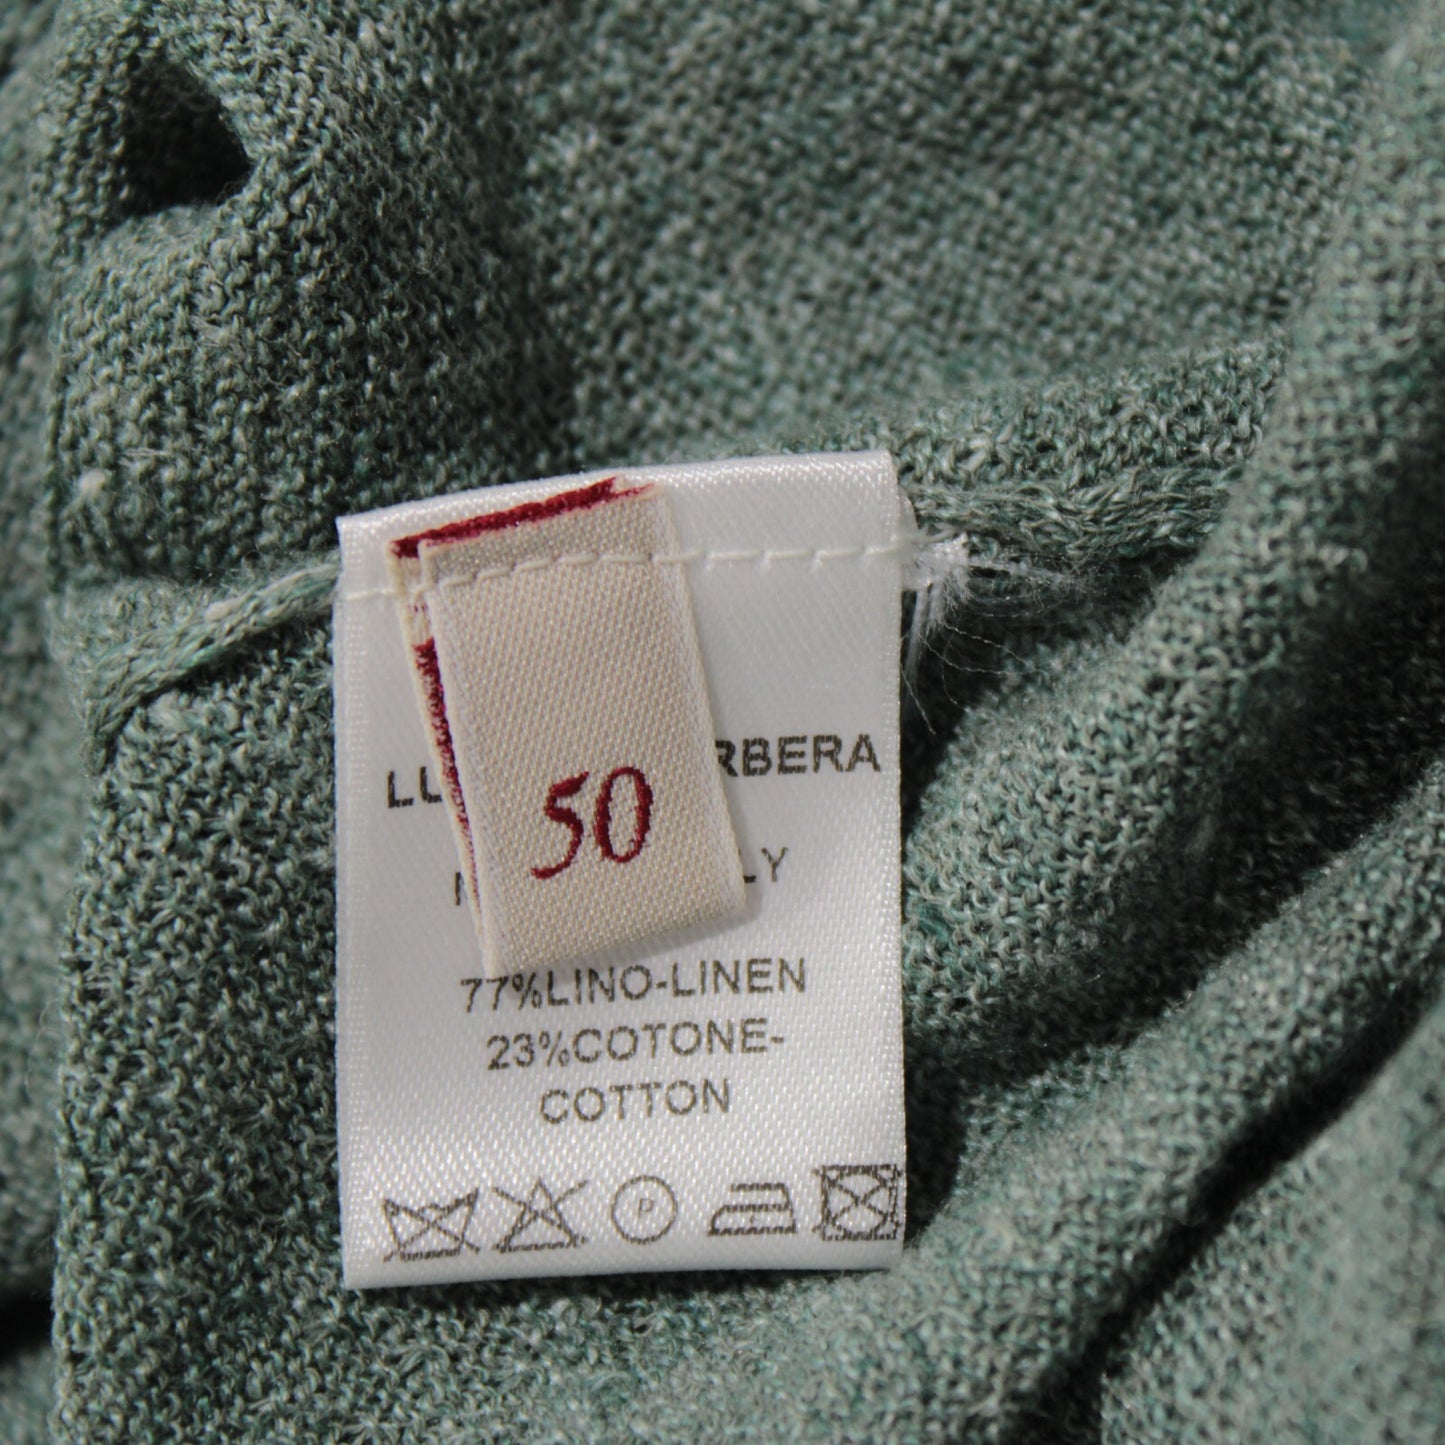 50
77%LINO-LINEN
23%COTONE-
COTTON
P